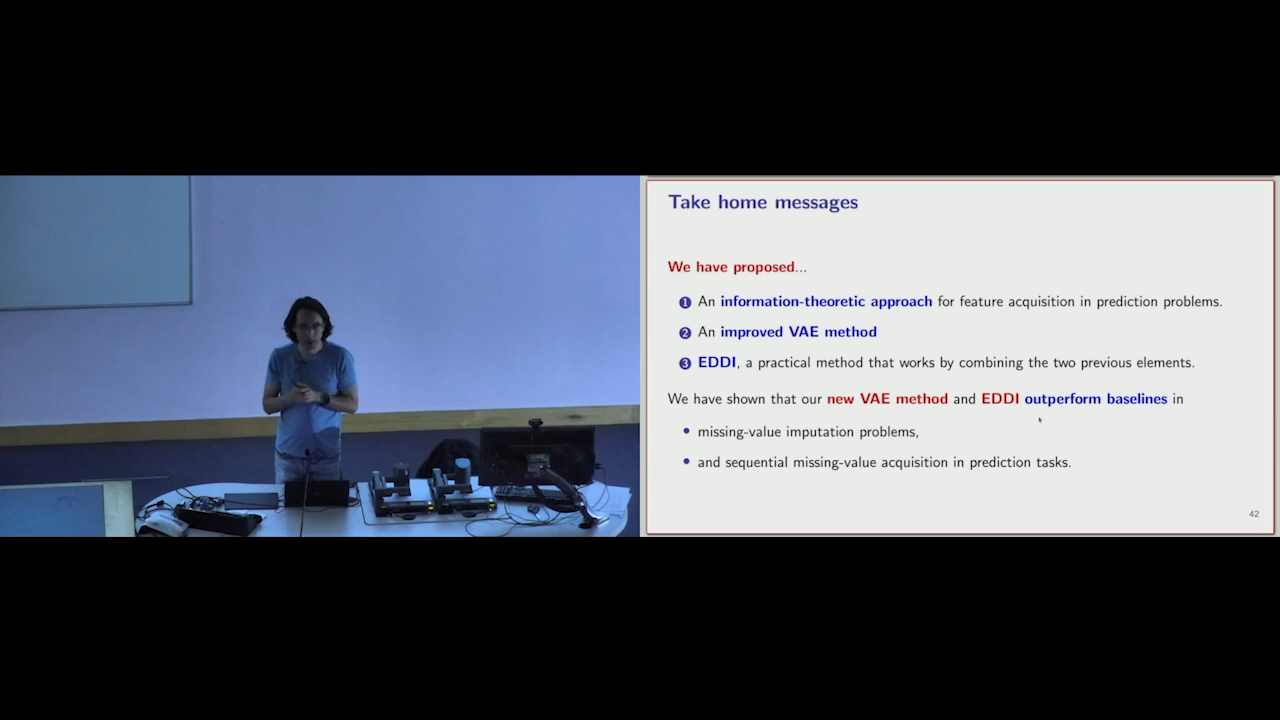 Take home messages
We have proposed...
1 An information-theoretic approach for feature acquisition in prediction problems.
2 An improved VAE method
3 EDDI, a practical method that works by combining the two previous elements.
We have shown that our new VAE method and EDDI outperform baselines in
• missing-value imputation problems,
• and sequential missing-value acquisition in prediction tasks.
42